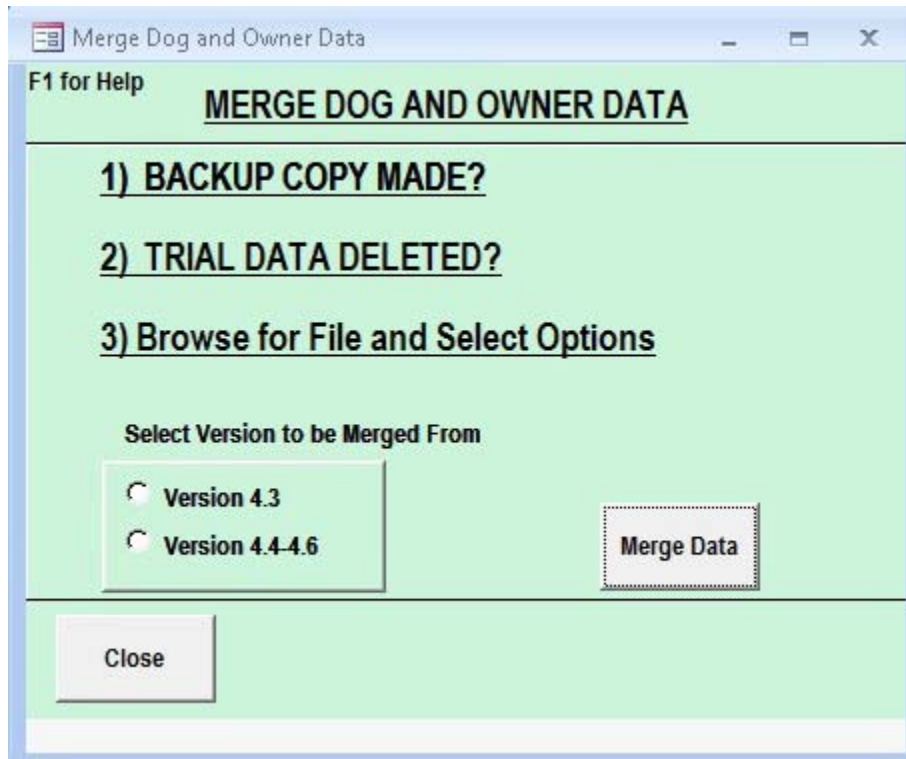 Merge Dog and Owner Data
F1 for Help
MERGE DOG AND OWNER DATA
1) BACKUP COPY MADE?
2) TRIAL DATA DELETED?
3) Browse for File and Select Options
Select Version to be Merged From
Version 4.3
Version 4.4-4.6
Merge Data
Close